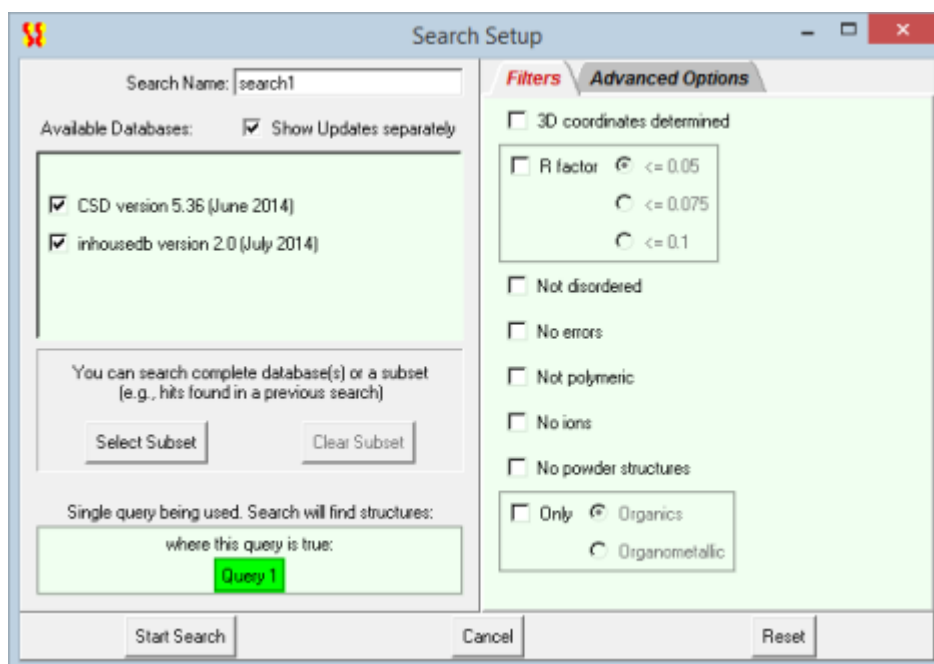 Search Setup
Search Name: search1
Available Databases: Show Updates separately
CSD version 5.36 (June 2014)
inhousedb version 2.0 (July 2014)
You can search complete database(s) or a subset
(e.g., hits found in a previous search)
Select Subset Clear Subset
Single query being used. Search will find structures:
where this query is true:
Query 1
Filters Advanced Options
3D coordinates determined
R factor <= 0.05
<= 0.075
<= 0.1
Not disordered
No errors
Not polymeric
No ions
No powder structures
Only Organics
Organometallic
Start Search Cancel Reset